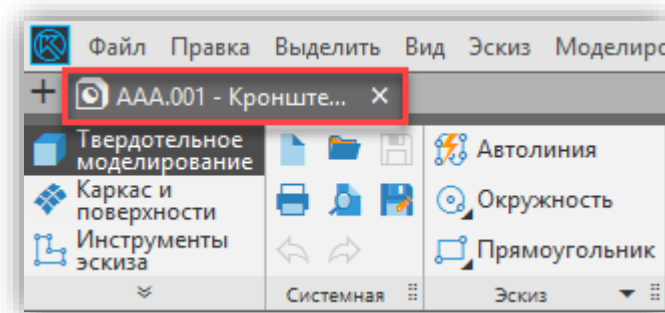 Файл Правка Выделить Вид Эскиз Моделиро
AAA.001 - Кронште...
Твердотельное
моделирование
Каркас и
поверхности
Инструменты
эскиза
Системная
Автолиния
Окружность
Прямоугольник
Эскиз